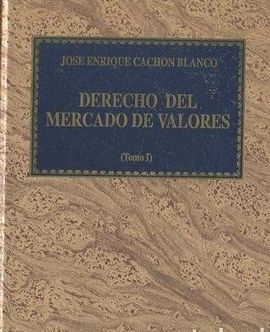 JOSE ENRIQUE CACHON BLANCO
DERECHO DEL
MERCADO DE VALORES
(Tomo I)